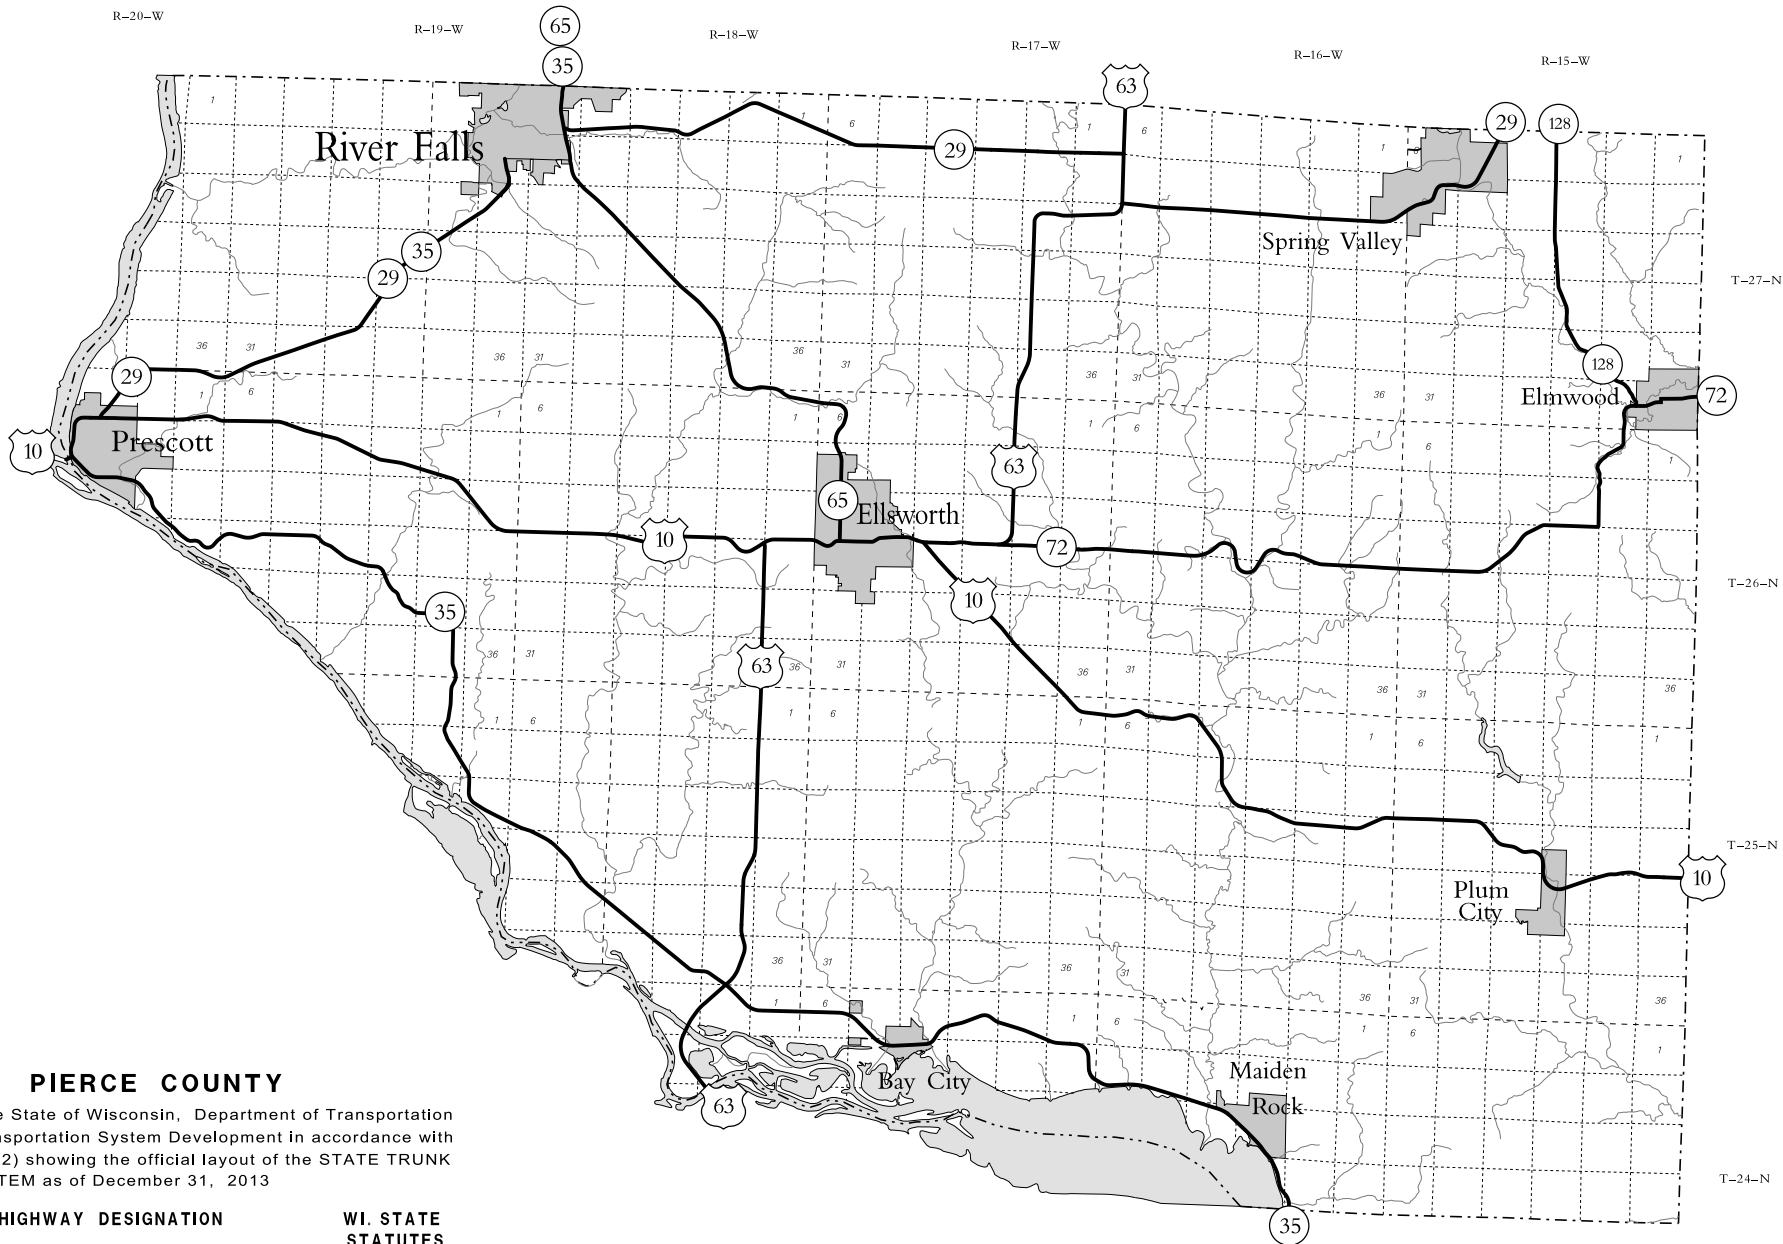 R-20-W
R-19-W
R-18-W
R-17-W
R-16-W
R-15-W
65
35
63
29
128
29
River Falls
Spring Valley
T-27-N
35
29
128
29
Elmwood
72
10
Prescott
63
65
Ellsworth
10
72
T-26-N
10
35
63
T-25-N
10
Plum
City
Maiden
Rock
Bay City
63
T-24-N
35
PIERCE COUNTY
State of Wisconsin, Department of Transportation
sportation System Development in accordance with
2) showing the official layout of the STATE TRUNK
TEM as of December 31, 2013
HIGHWAY DESIGNATION
WI. STATE
STATUTES